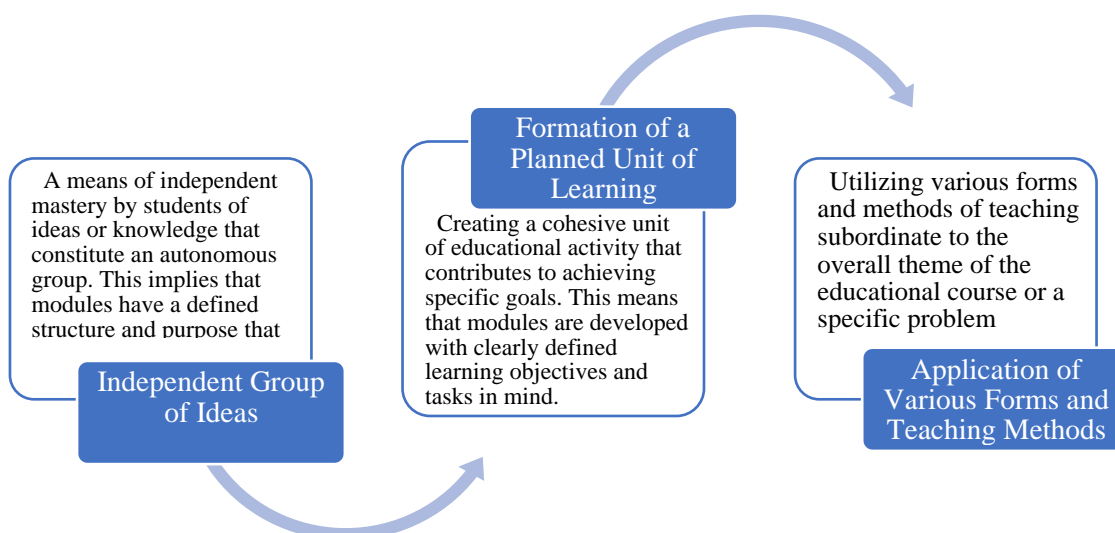 A means of independent
mastery by students of
ideas or knowledge that
constitute an autonomous
group. This implies that
modules have a defined
structure and purpose that
Independent Group
of Ideas
Formation of a
Planned Unit of
Learning
Creating a cohesive unit
of educational activity that
contributes to achieving
specific goals. This means
that modules are developed
with clearly defined
learning objectives and
tasks in mind.
Utilizing various forms
and methods of teaching
subordinate to the
overall theme of the
educational course or a
specific problem
Application of
Various Forms and
Teaching Methods